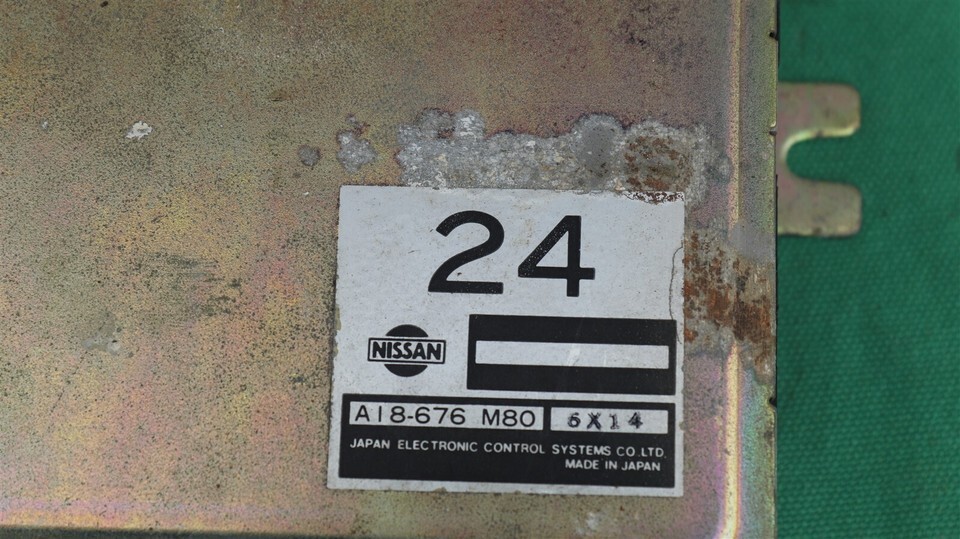 24
NISSAN
A18-676 M80 6X14
JAPAN ELECTRONIC CONTROL SYSTEMS CO.LTD.
MADE IN JAPAN